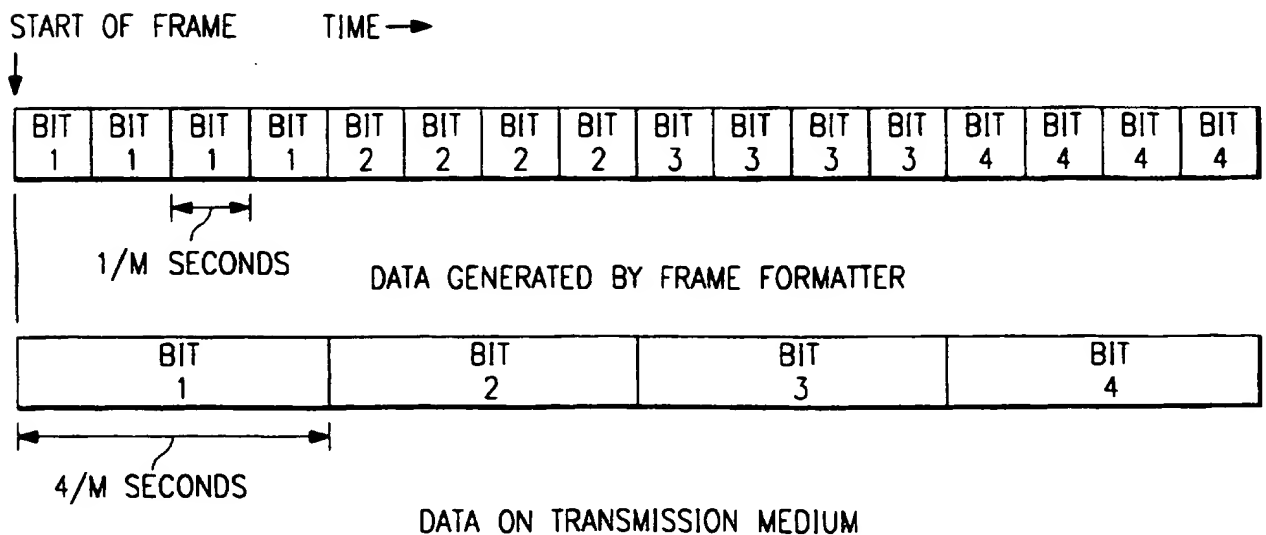 START OF FRAME TIME
BIT BIT BIT BIT BIT BIT BIT BIT BIT BIT BIT BIT BIT BIT BIT BIT
1 1 1 1 2 2 2 2 3 3 3 3 4 4 4 4
1/M SECONDS
DATA GENERATED BY FRAME FORMATTER
BIT BIT BIT BIT
1 2 3 4
4/M SECONDS
DATA ON TRANSMISSION MEDIUM